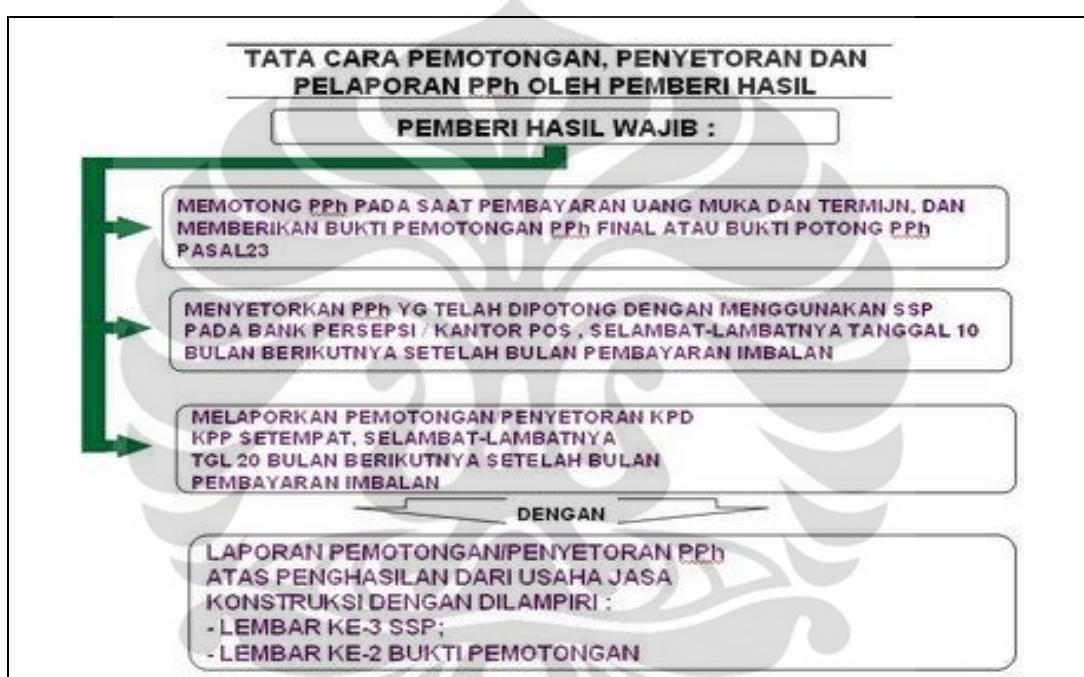 TATA CARA PEMOTONGAN, PENYETORAN DAN
PELAPORAN PPh OLEH PEMBERI HASIL
PEMBERI HASIL WAJIB :
MEMOTONG PPh PADA SAAT PEMBAYARAN UANG MUKA DAN TERMIJN, DAN
MEMBERIKAN BUKTI PEMOTONGAN PPh FINAL ATAU BUKTI POTONG PPh
PASAL23
MENYETORKAN PPh YG TELAH DIPOTONG DENGAN MENGGUNAKAN SSP
PADA BANK PERSEPSI / KANTOR POS , SELAMBAT-LAMBATNYA TANGGAL 10
BULAN BERIKUTNYA SETELAH BULAN PEMBAYARAN IMBALAN
MELAPORKAN PEMOTONGAN/PENYETORAN KPD
KPP SETEMPAT, SELAMBAT-LAMBATNYA
TGL 20 BULAN BERIKUTNYA SETELAH BULAN
PEMBAYARAN IMBALAN
DENGAN
LAPORAN PEMOTONGAN/PENYETORAN PPh
ATAS PENGHASILAN DARI USAHA JASA
KONSTRUKSI DENGAN DILAMPIRI :
- LEMBAR KE-3 SSP;
- LEMBAR KE-2 BUKTI PEMOTONGAN